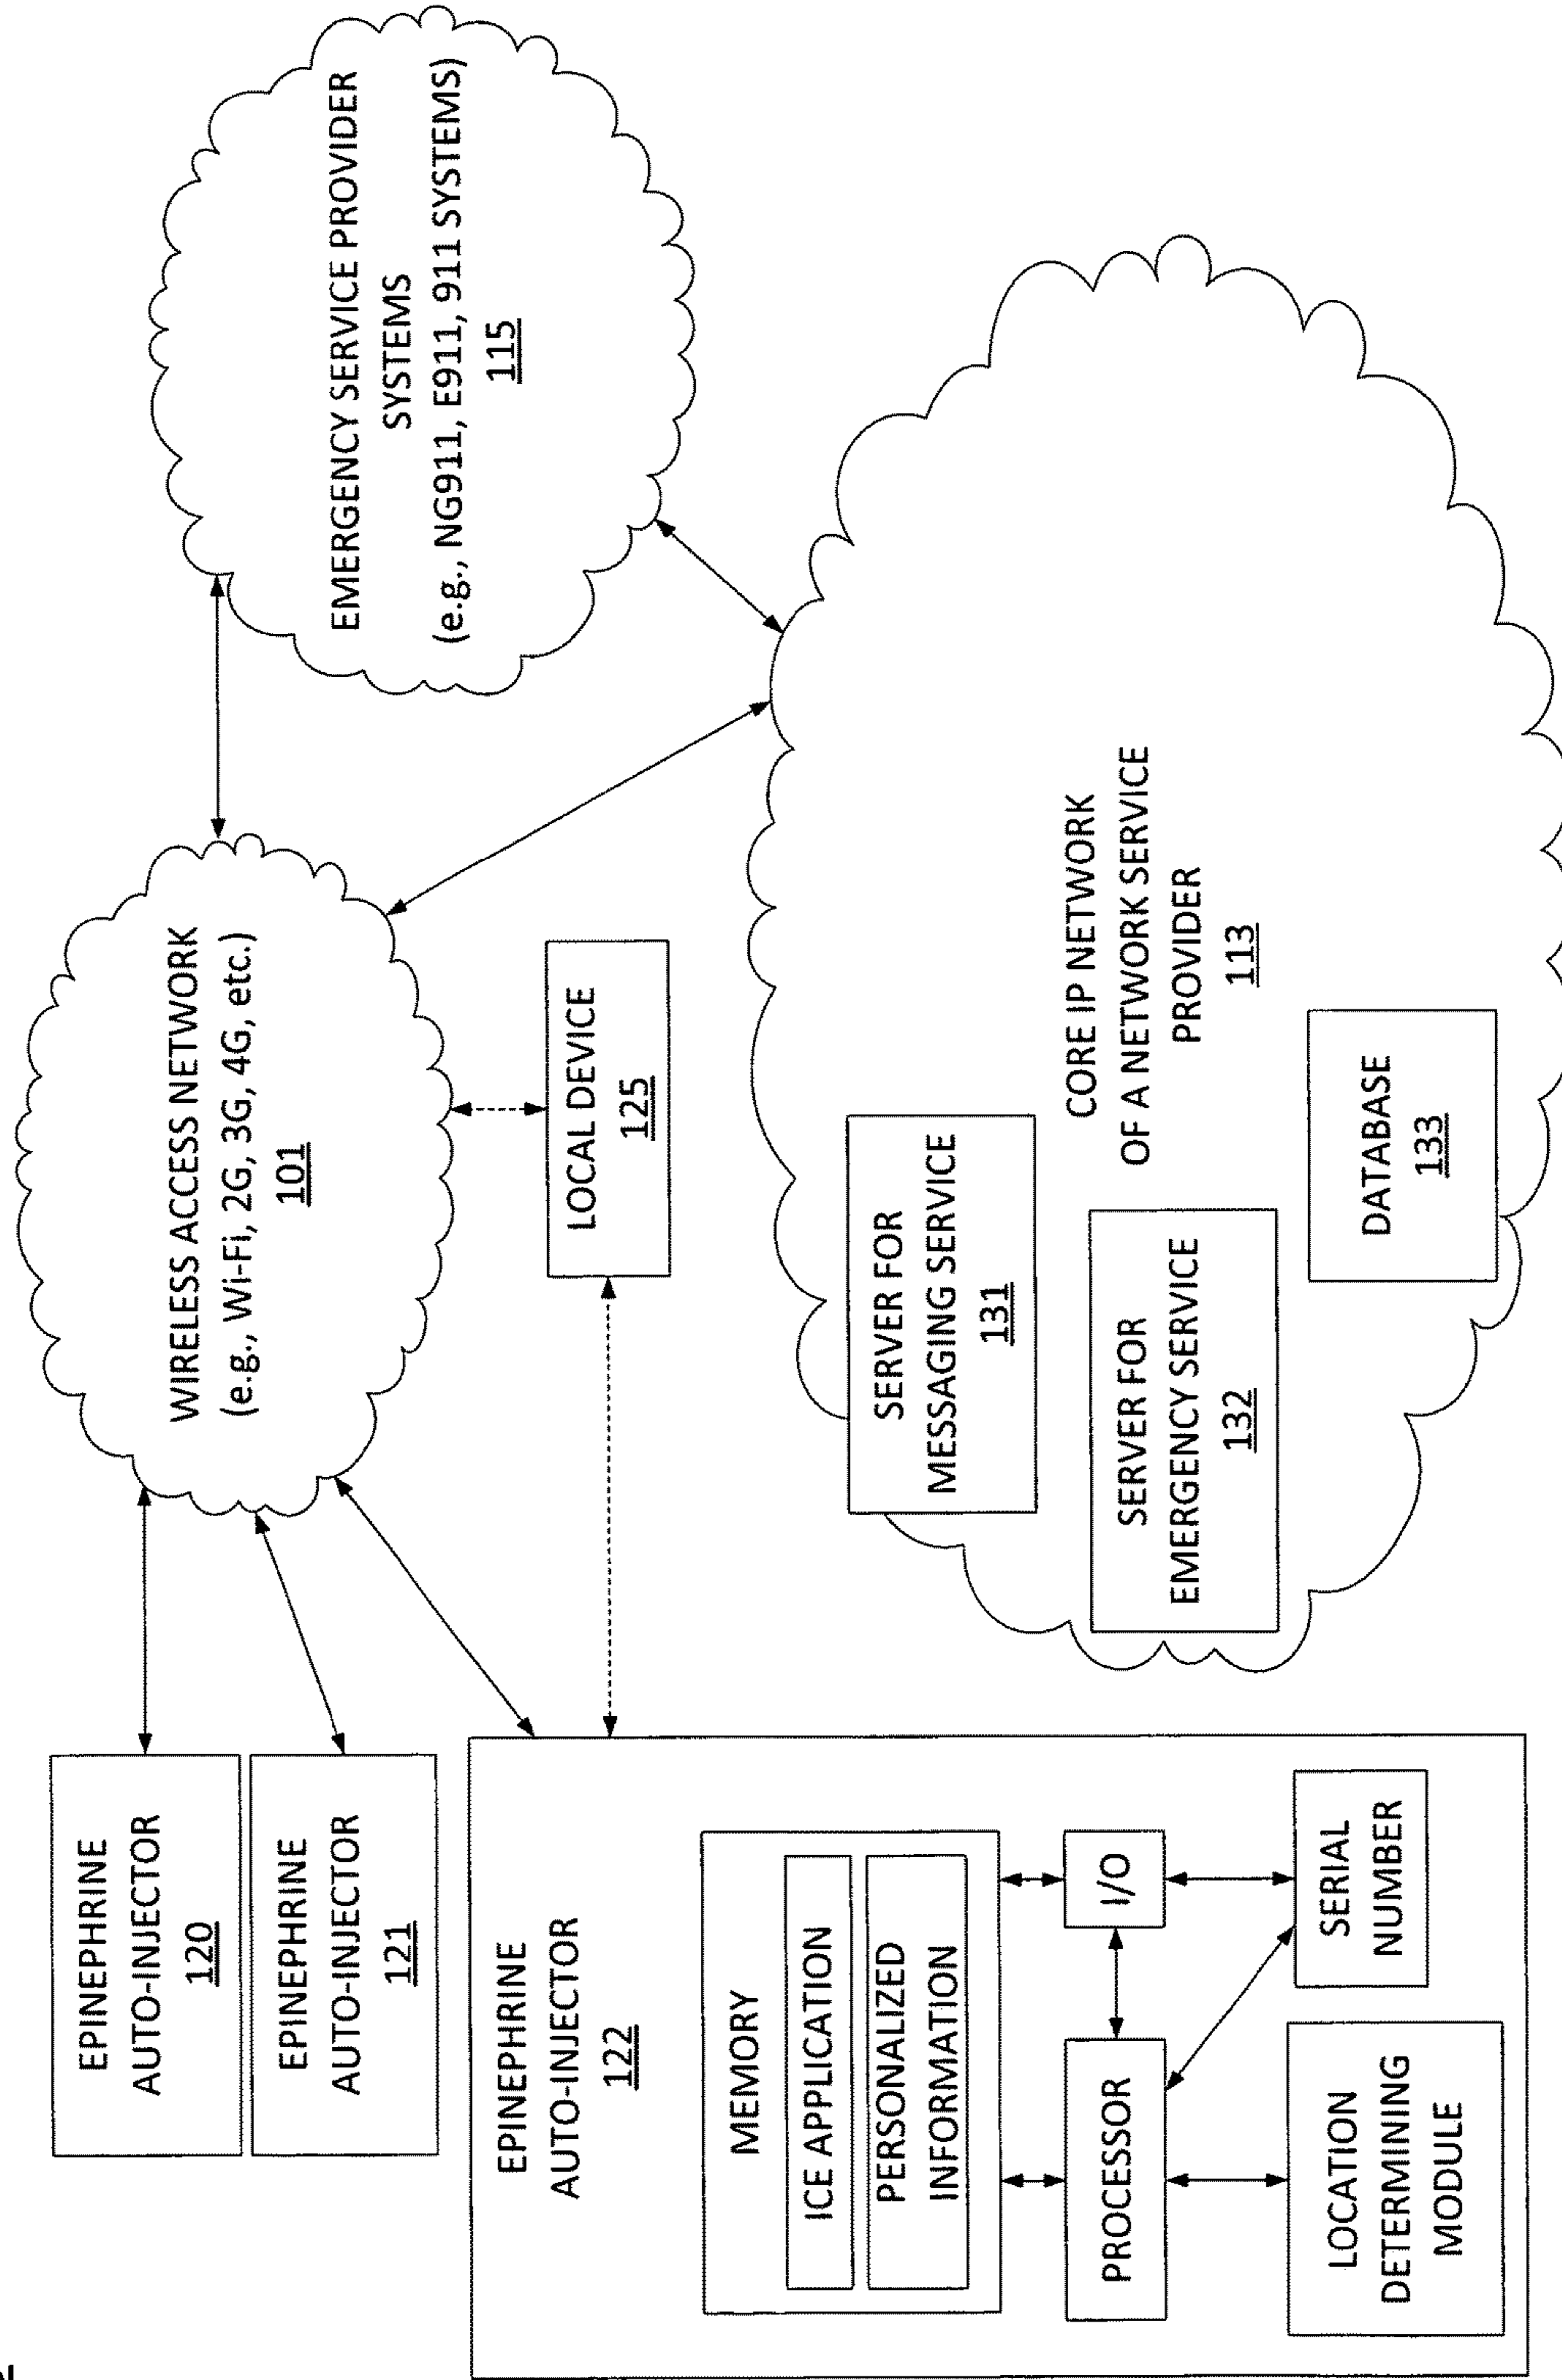 EPINEPHRINE
AUTO-INJECTOR
120
EPINEPHRINE
AUTO-INJECTOR
121
EPINEPHRINE
AUTO-INJECTOR
122
MEMORY
ICE APPLICATION
PERSONALIZED
INFORMATION
PROCESSOR
I/O
LOCATION
DETERMINING
MODULE
SERIAL
NUMBER
WIRELESS ACCESS NETWORK
(e.g., Wi-Fi, 2G, 3G, 4G, etc.)
101
LOCAL DEVICE
125
EMERGENCY SERVICE PROVIDER
SYSTEMS
(e.g., NG911, E911, 911 SYSTEMS)
115
SERVER FOR
MESSAGING SERVICE
131
SERVER FOR
EMERGENCY SERVICE
132
CORE IP NETWORK
OF A NETWORK SERVICE
PROVIDER
113
DATABASE
133